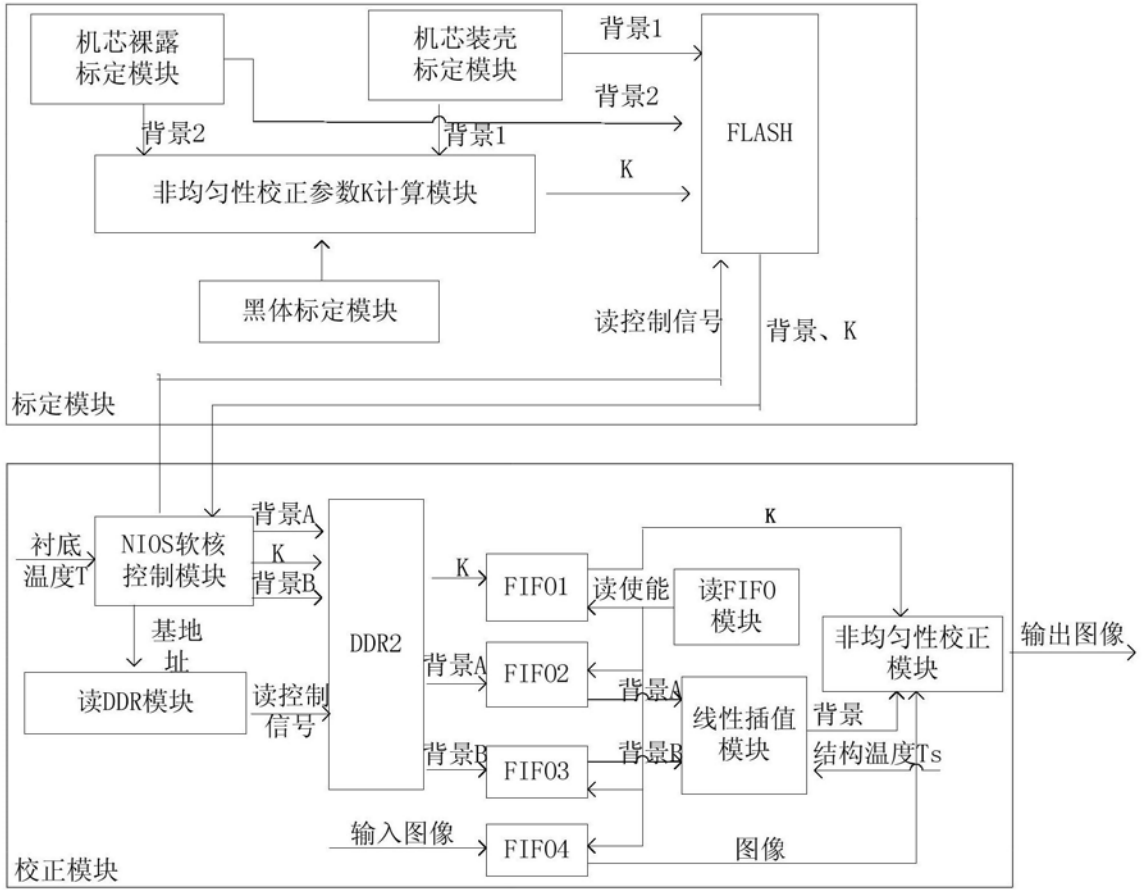 机芯裸露
标定模块
机芯装壳
标定模块
背景1
背景2
FLASH
背景2
背景1
K
非均匀性校正参数K计算模块
黑体标定模块
读控制信号
背景、K
标定模块
衬底
温度T
NIOS软核
控制模块
背景A
K
背景B
基地
址
读DDR模块
读控制
信号
DDR2
K
背景A
背景B
FIFO1
FIFO2
FIFO3
FIFO4
输入图像
读使能
读FIFO
模块
K
背景A
背景B
线性插值
模块
背景
结构温度Ts
图像
非均匀性校正
模块
输出图像
校正模块